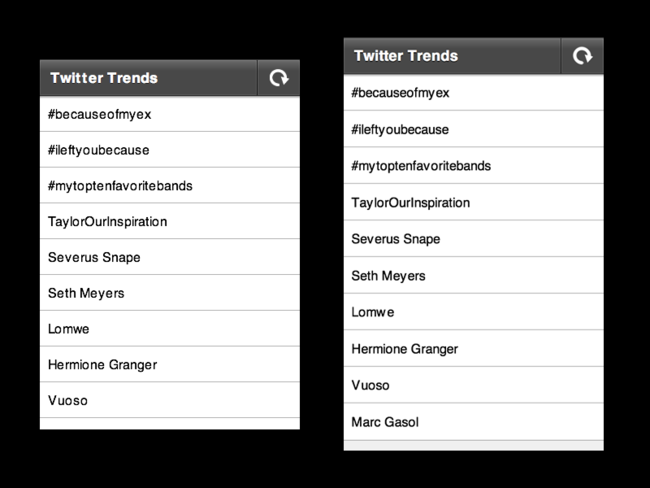 Twitter Trends
#becauseofmyex
#ileftyoubecause
#mytoptenfavoritebands
TaylorOurInspiration
Severus Snape
Seth Meyers
Lomwe
Hermione Granger
Vuoso
Twitter Trends
#becauseofmyex
#ileftyoubecause
#mytoptenfavoritebands
TaylorOurInspiration
Severus Snape
Seth Meyers
Lomwe
Hermione Granger
Vuoso
Marc Gasol